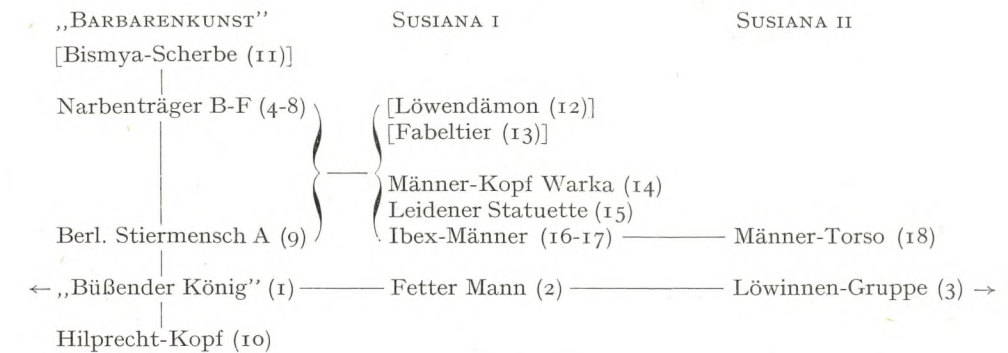 „BARBARENKUNST” SUSIANA I SUSIANA II
[Bismya-Scherbe (11)]
Narbenträger B-F (4-8) [Löwendämon (12)]
[Fabeltier (13)]
Männer-Kopf Warka (14)
Leidener Statuette (15)
Berl. Stiermensch A (9) Ibex-Männer (16-17) Männer-Torso (18)
← „Büßender König” (1) Fetter Mann (2) Löwinnen-Gruppe (3) →
Hilprecht-Kopf (10)